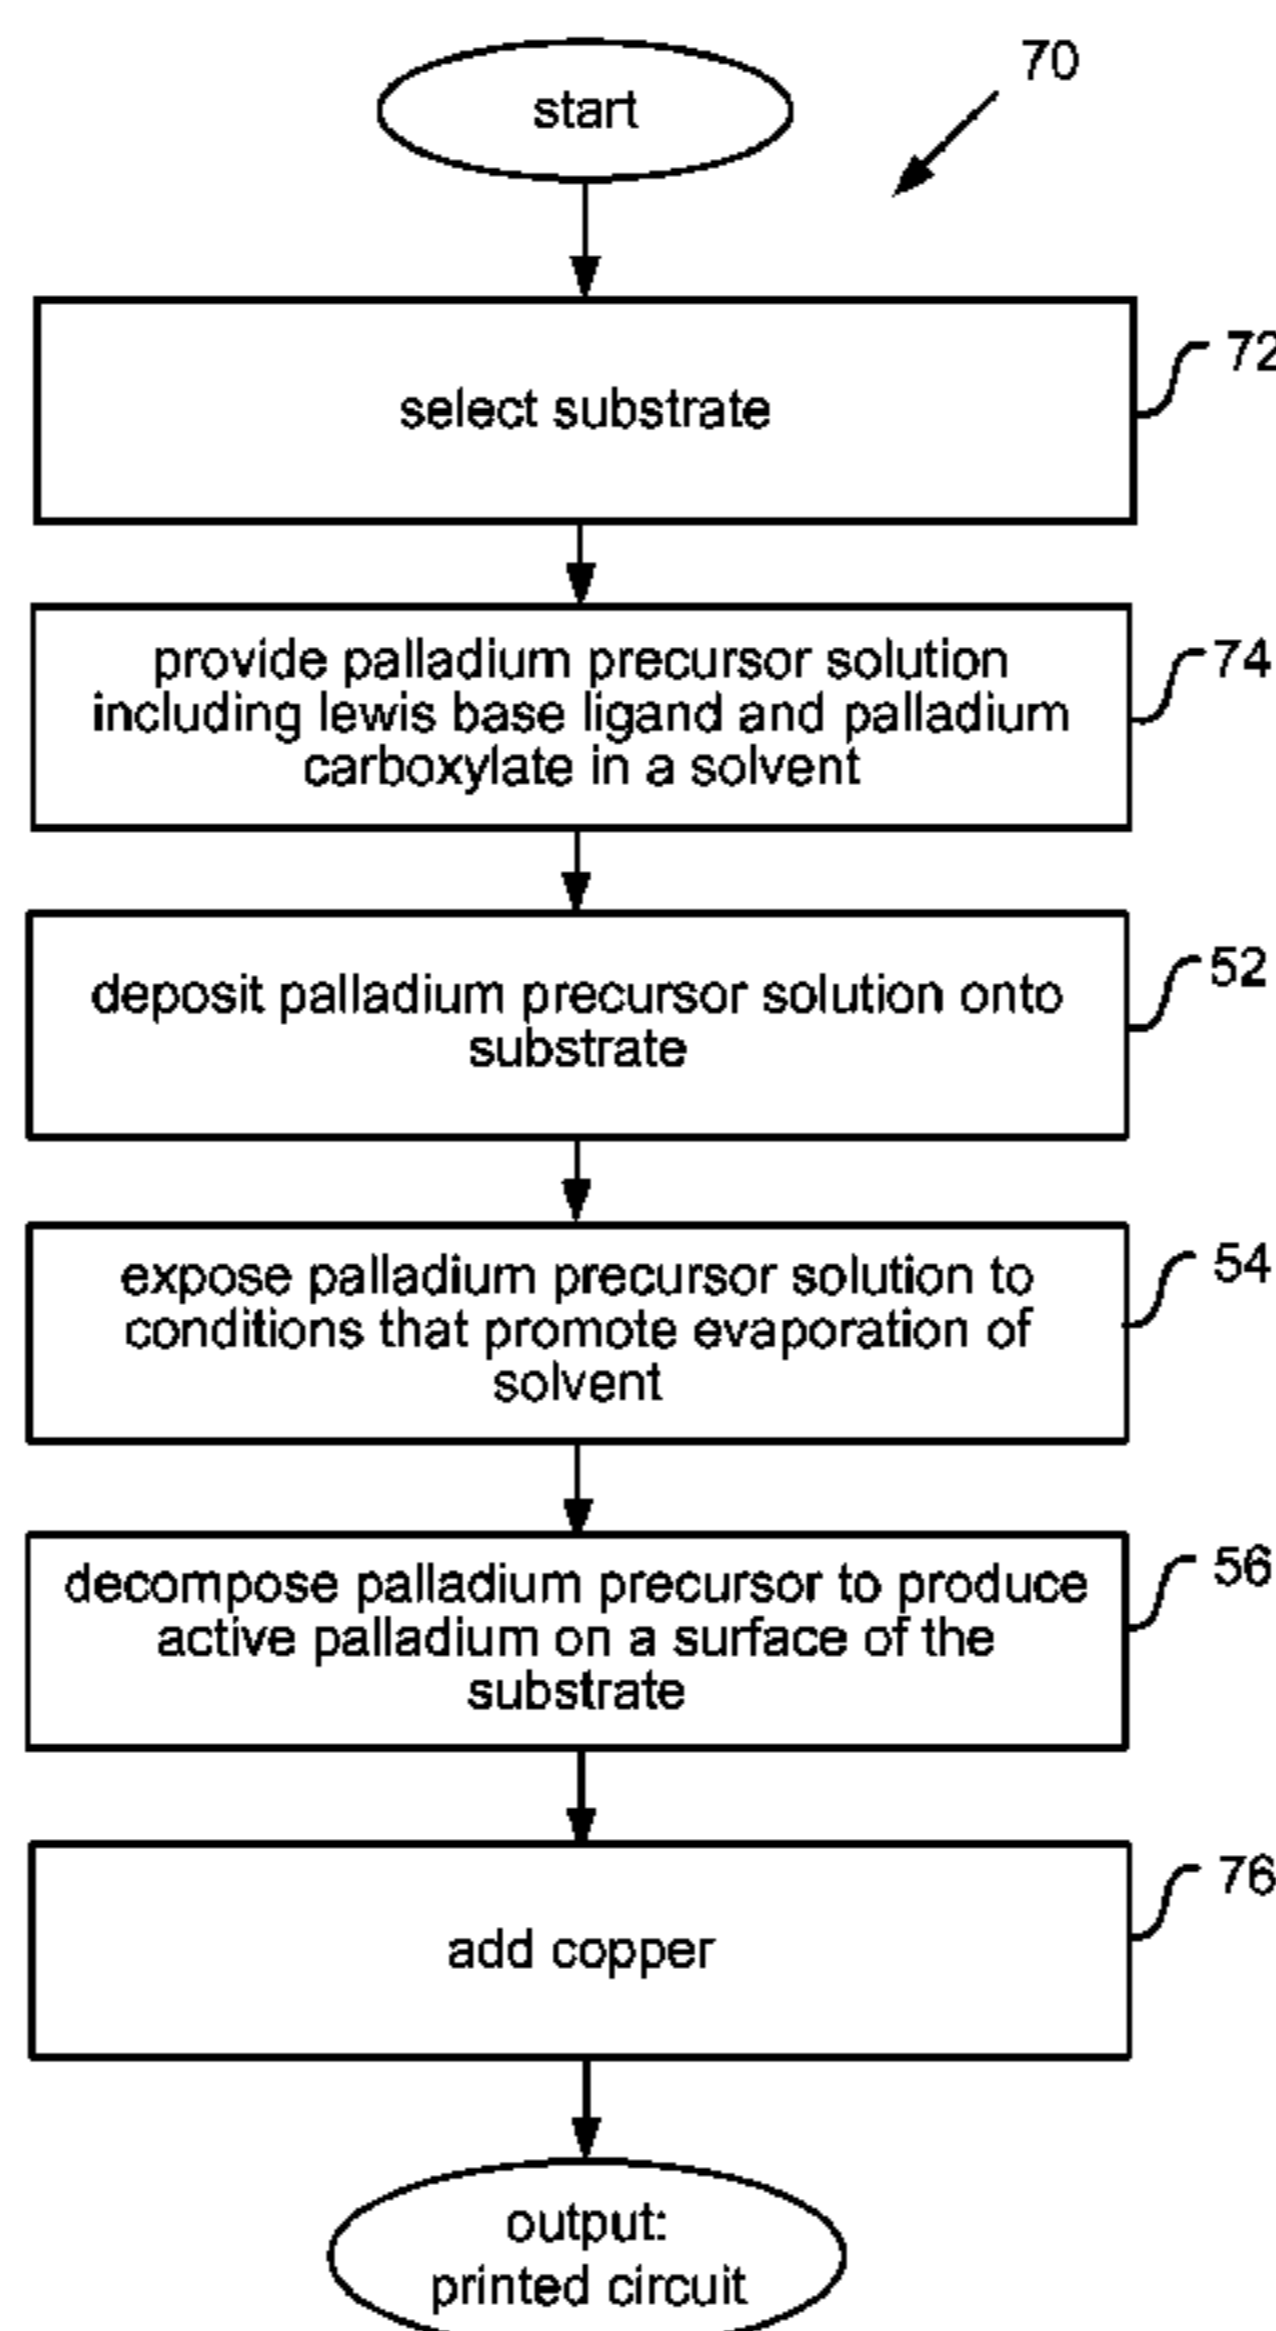 start
70
select substrate
72
provide palladium precursor solution
including lewis base ligand and palladium
carboxylate in a solvent
74
deposit palladium precursor solution onto
substrate
52
expose palladium precursor solution to
conditions that promote evaporation of
solvent
54
decompose palladium precursor to produce
active palladium on a surface of the
substrate
56
add copper
76
output:
printed circuit